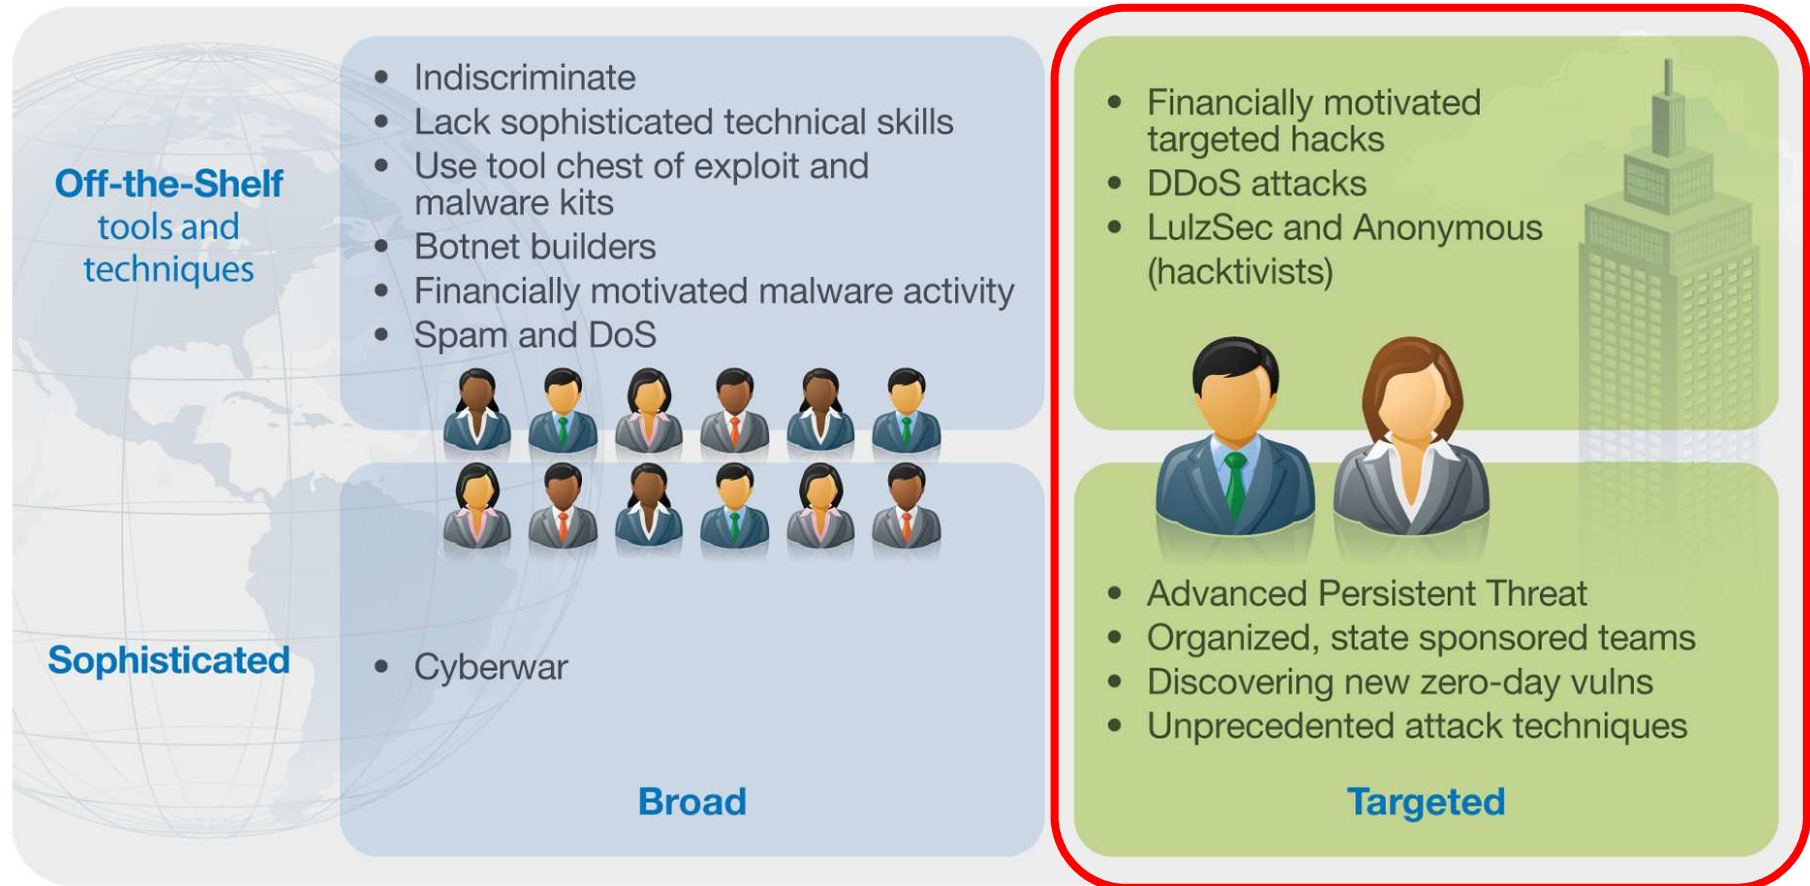 Off-the-Shelf
tools and
techniques
• Indiscriminate
• Lack sophisticated technical skills
• Use tool chest of exploit and
malware kits
• Botnet builders
• Financially motivated malware activity
• Spam and DoS
• Financially motivated
targeted hacks
• DDoS attacks
• LulzSec and Anonymous
(hacktivists)
Sophisticated
• Cyberwar
• Advanced Persistent Threat
• Organized, state sponsored teams
• Discovering new zero-day vulns
• Unprecedented attack techniques
Broad
Targeted